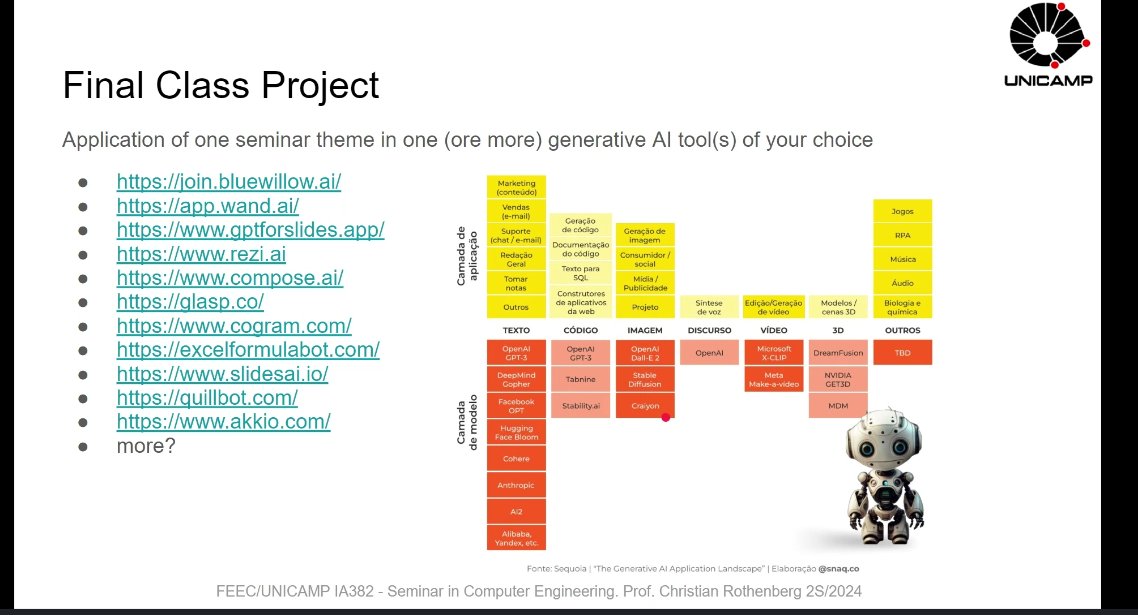 UNICAMP
Final Class Project
Application of one seminar theme in one (ore more) generative AI tool(s) of your choice
https://join.bluewillow.ai/
https://app.wand.ai/
https://www.gptforslides.app/
https://www.rezi.ai
https://www.compose.ai/
https://glasp.co/
https://www.cogram.com/
https://excelformulabot.com/
https://www.slidesai.io/
https://quillbot.com/
https://www.akkio.com/
more?
Camada de
aplicação
Marketing
(conteúdo)
Vendas
(e-mail)
Suporte
(chat / e-mail)
Redação
Geral
Tomar
notas
Outros
Geração
de código
Documentação
do código
Texto para
SQL
Construtores
de aplicativos
da web
Geração de
imagem
Consumidor /
social
Mídia /
Publicidade
Projeto
Síntese
de voz
Edição/Geração
de vídeo
Modelos /
cenas 3D
Jogos
RPA
Música
Áudio
Biologia e
química
TEXTO
CÓDIGO
IMAGEM
DISCURSO
VÍDEO
3D
OUTROS
Camada
de modelo
OpenAI
GPT-3
DeepMind
Gopher
Facebook
OPT
Hugging
Face Bloom
Cohere
Anthropic
AI2
Alibaba,
Yandex, etc.
OpenAI
GPT-3
Tabnine
Stability.ai
OpenAI
Dall-E 2
Stable
Diffusion
Craiyon
OpenAI
Microsoft
X-CLIP
Meta
Make-a-video
DreamFusion
NVIDIA
GET3D
MDM
TBD
Fonte: Sequoia | "The Generative AI Application Landscape" | Elaboração @snaq.co
FEEC/UNICAMP IA382 - Seminar in Computer Engineering. Prof. Christian Rothenberg 2S/2024